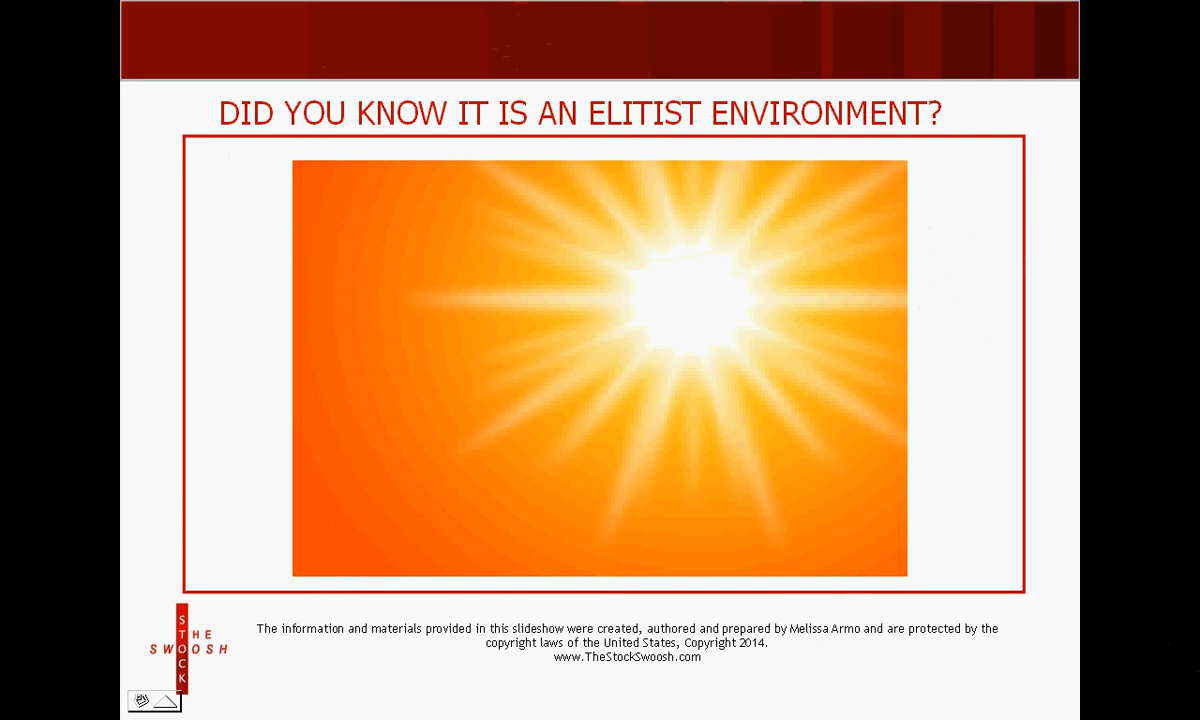 DID YOU KNOW IT IS AN ELITIST ENVIRONMENT?
THE
STOCK
SWOOSH
The information and materials provided in this slideshow were created, authored and prepared by Melissa Armo and are protected by the
copyright laws of the United States, Copyright 2014.
www.TheStockSwoosh.com